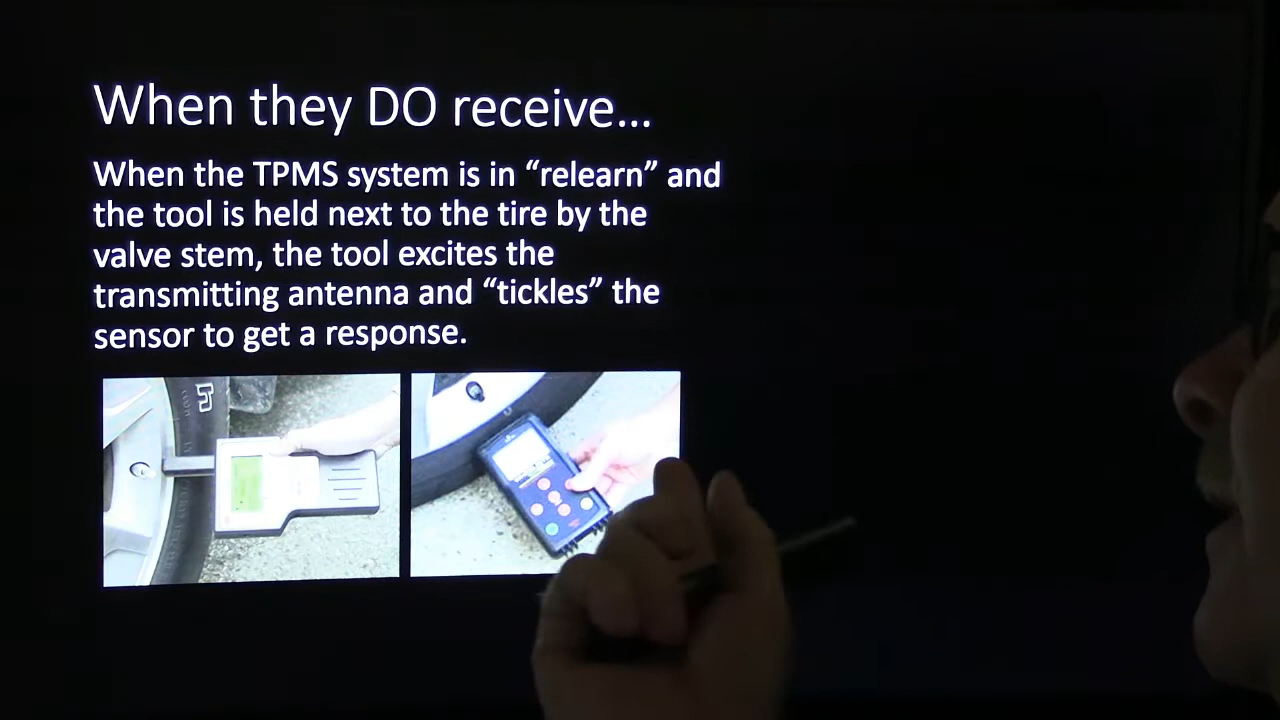 When they DO receive...
When the TPMS system is in “relearn” and
the tool is held next to the tire by the
valve stem, the tool excites the
transmitting antenna and “tickles” the
sensor to get a response.